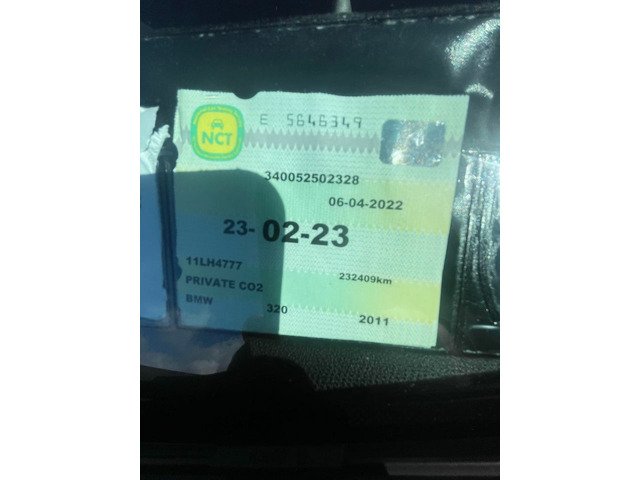 E 5646349
NCT
340052502328
06-04-2022
23-02-23
11LH4777
232409km
PRIVATE CO2
BMW
320 2011